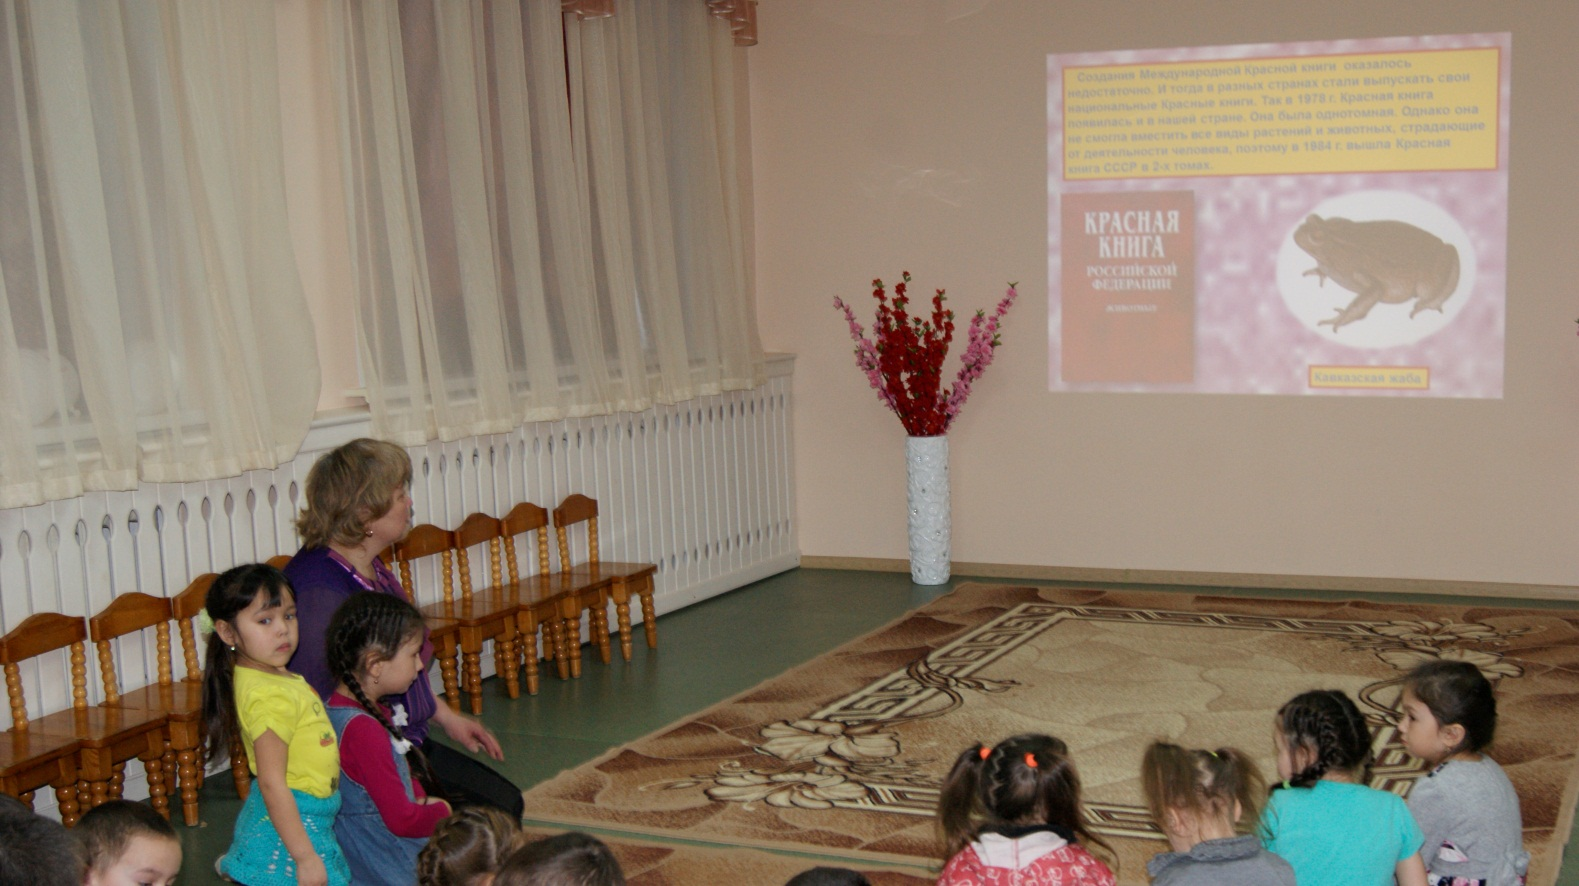 Создания Международной Красной книги оказалось
недостаточно. И тогда в разных странах стали выпускать свои
национальные Красные книги. Так в 1978 г. Красная книга
появилась и в нашей стране. Она была однотомная. Однако она
не смогла вместить все виды растений и животных, страдающие
от деятельности человека, поэтому в 1984 г. вышла Красная
книга СССР в 2-х томах.
КРАСНАЯ
КНИГА
РОССИЙСКОЙ
ФЕДЕРАЦИИ
животные
Кавказская жаба